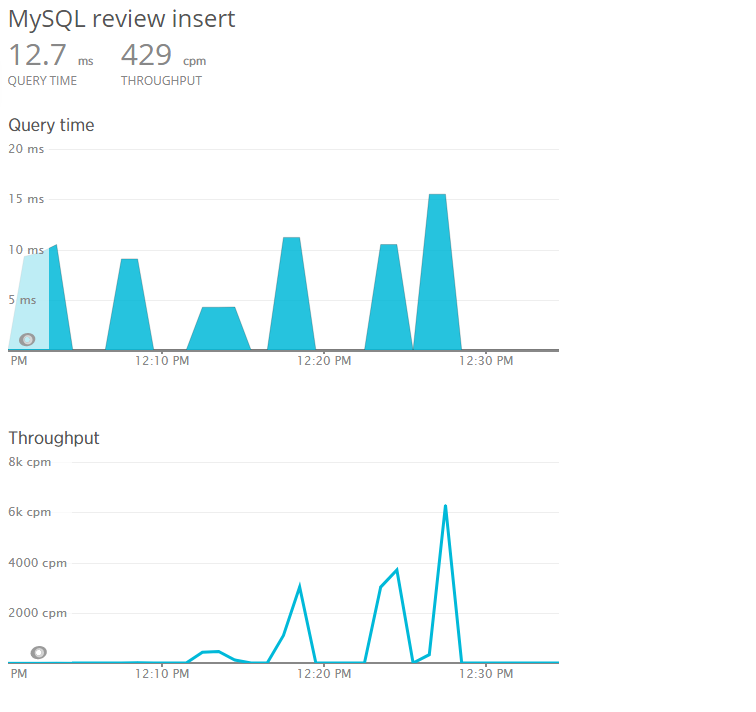 MySQL review insert
12.7 ms 429 cpm
QUERY TIME THROUGHPUT
Query time
20 ms
15 ms
10 ms
5 ms
PM 12:10 PM 12:20 PM 12:30 PM
Throughput
8k cpm
6k cpm
4000 cpm
2000 cpm
PM 12:10 PM 12:20 PM 12:30 PM